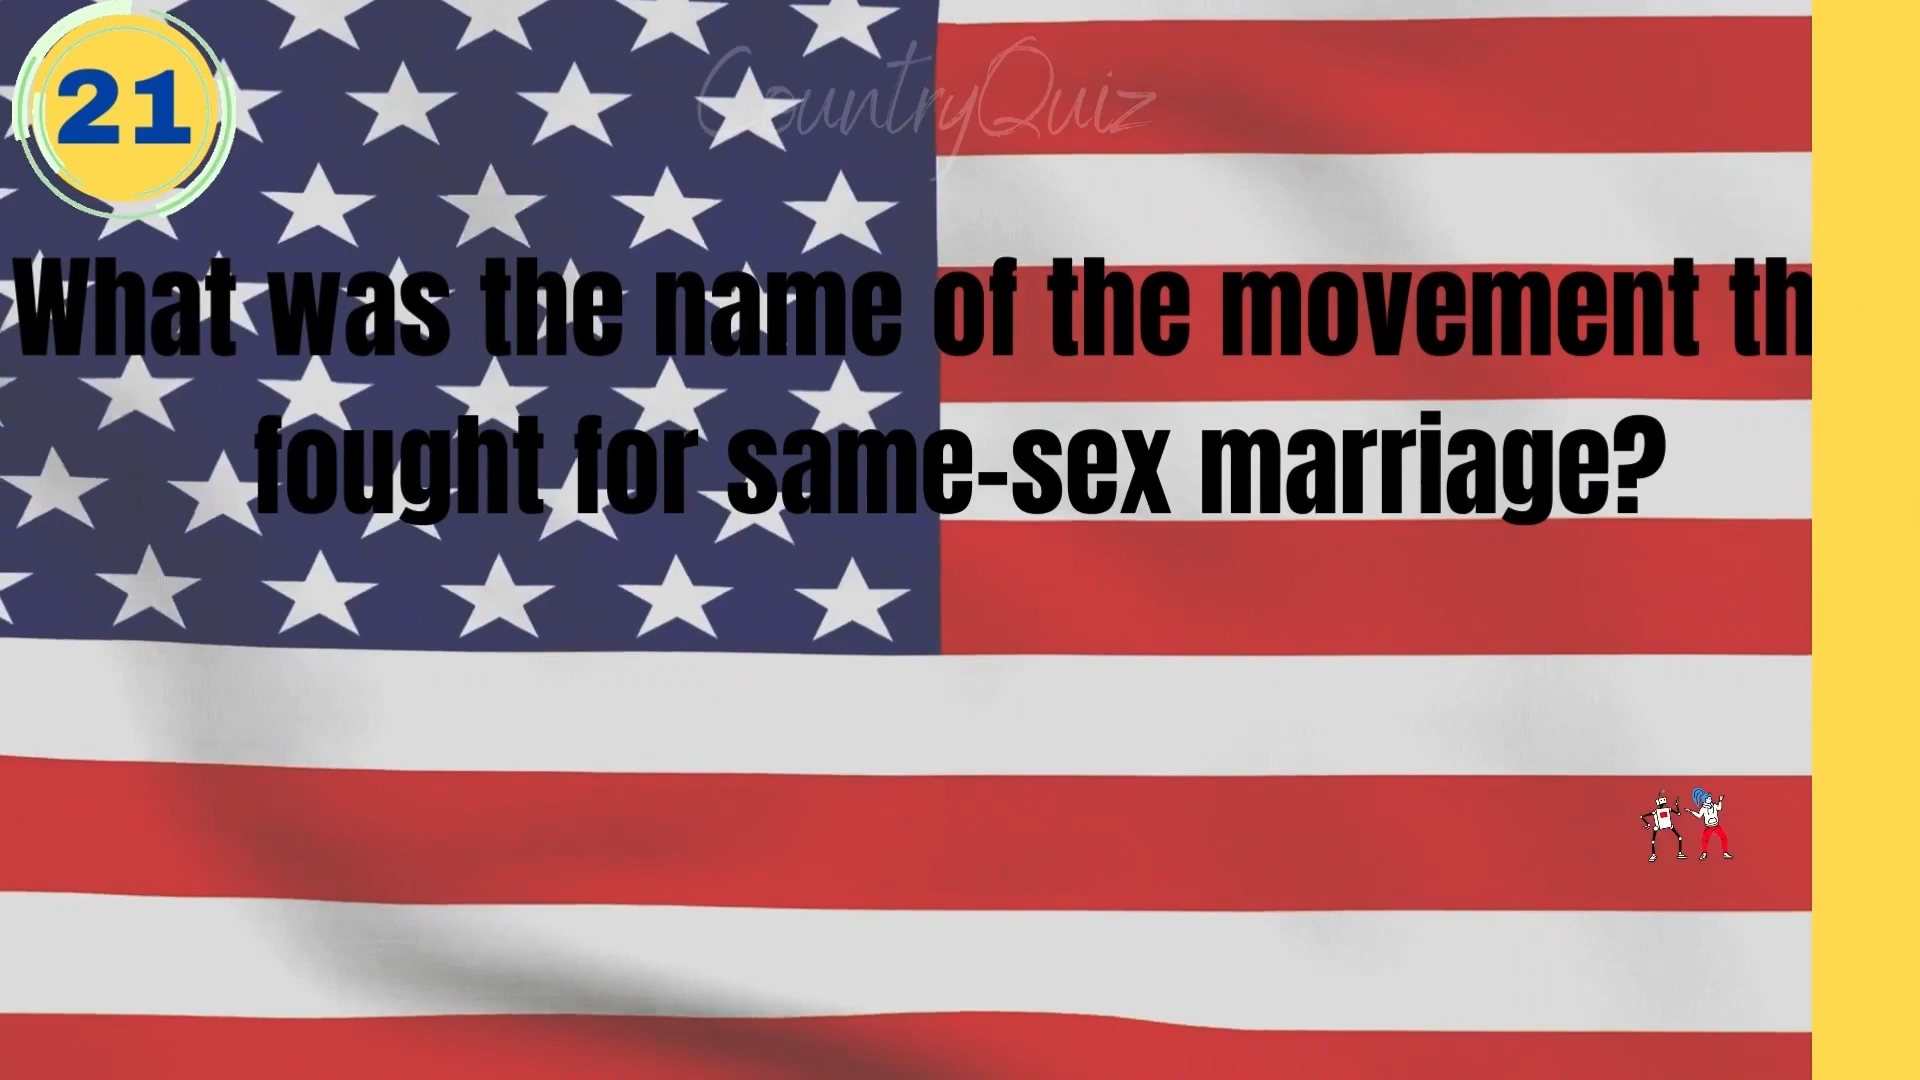 21
CountryQuiz
What was the name of the movement th
fought for same-sex marriage?